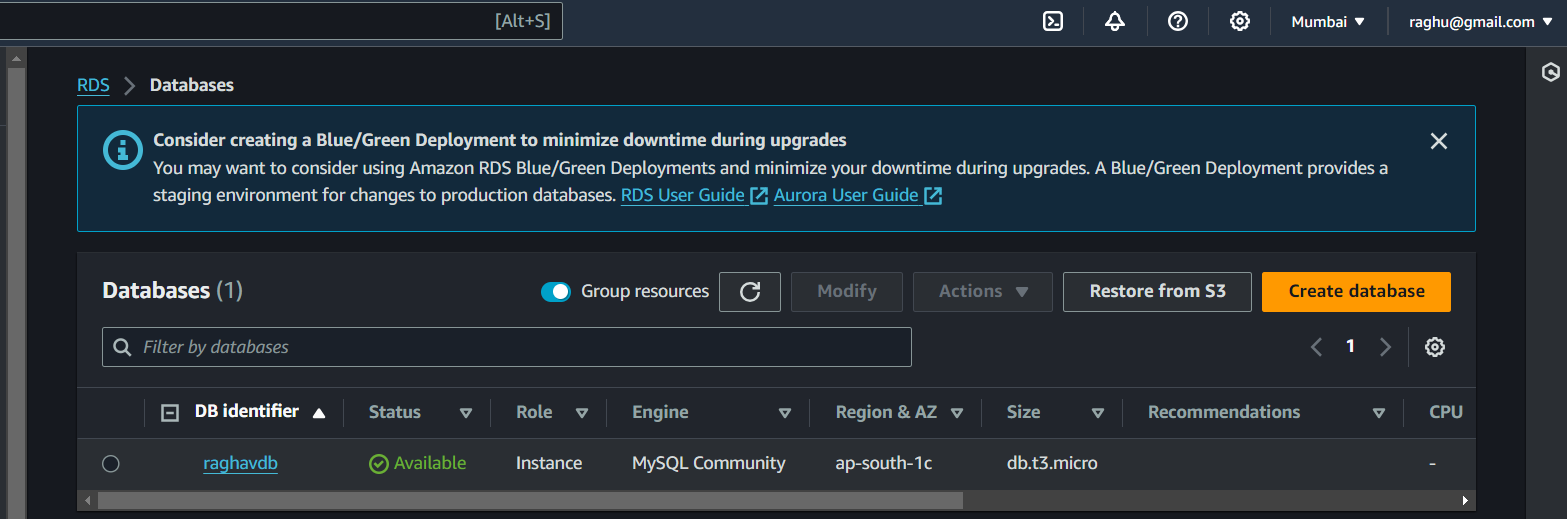 [Alt+S] Mumbai ▼ raghu@gmail.com ▼
RDS > Databases
Consider creating a Blue/Green Deployment to minimize downtime during upgrades
You may want to consider using Amazon RDS Blue/Green Deployments and minimize your downtime during upgrades. A Blue/Green Deployment provides a
staging environment for changes to production databases. RDS User Guide Aurora User Guide
Databases (1) Group resources Modify Actions ▼ Restore from S3 Create database
Filter by databases 1
DB identifier Status Role Engine Region & AZ Size Recommendations CPU
raghavdb Available Instance MySQL Community ap-south-1c db.t3.micro -